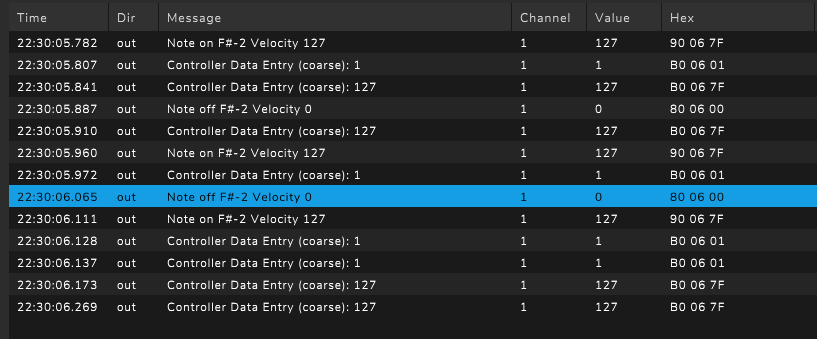 Time Dir Message Channel Value Hex
22:30:05.782 out Note on F#-2 Velocity 127 1 127 90 06 7F
22:30:05.807 out Controller Data Entry (coarse): 1 1 1 B0 06 01
22:30:05.841 out Controller Data Entry (coarse): 127 1 127 B0 06 7F
22:30:05.887 out Note off F#-2 Velocity 0 1 0 80 06 00
22:30:05.910 out Controller Data Entry (coarse): 127 1 127 B0 06 7F
22:30:05.960 out Note on F#-2 Velocity 127 1 127 90 06 7F
22:30:05.972 out Controller Data Entry (coarse): 1 1 1 B0 06 01
22:30:06.065 out Note off F#-2 Velocity 0 1 0 80 06 00
22:30:06.111 out Note on F#-2 Velocity 127 1 127 90 06 7F
22:30:06.128 out Controller Data Entry (coarse): 1 1 1 B0 06 01
22:30:06.137 out Controller Data Entry (coarse): 1 1 1 B0 06 01
22:30:06.173 out Controller Data Entry (coarse): 127 1 127 B0 06 7F
22:30:06.269 out Controller Data Entry (coarse): 127 1 127 B0 06 7F